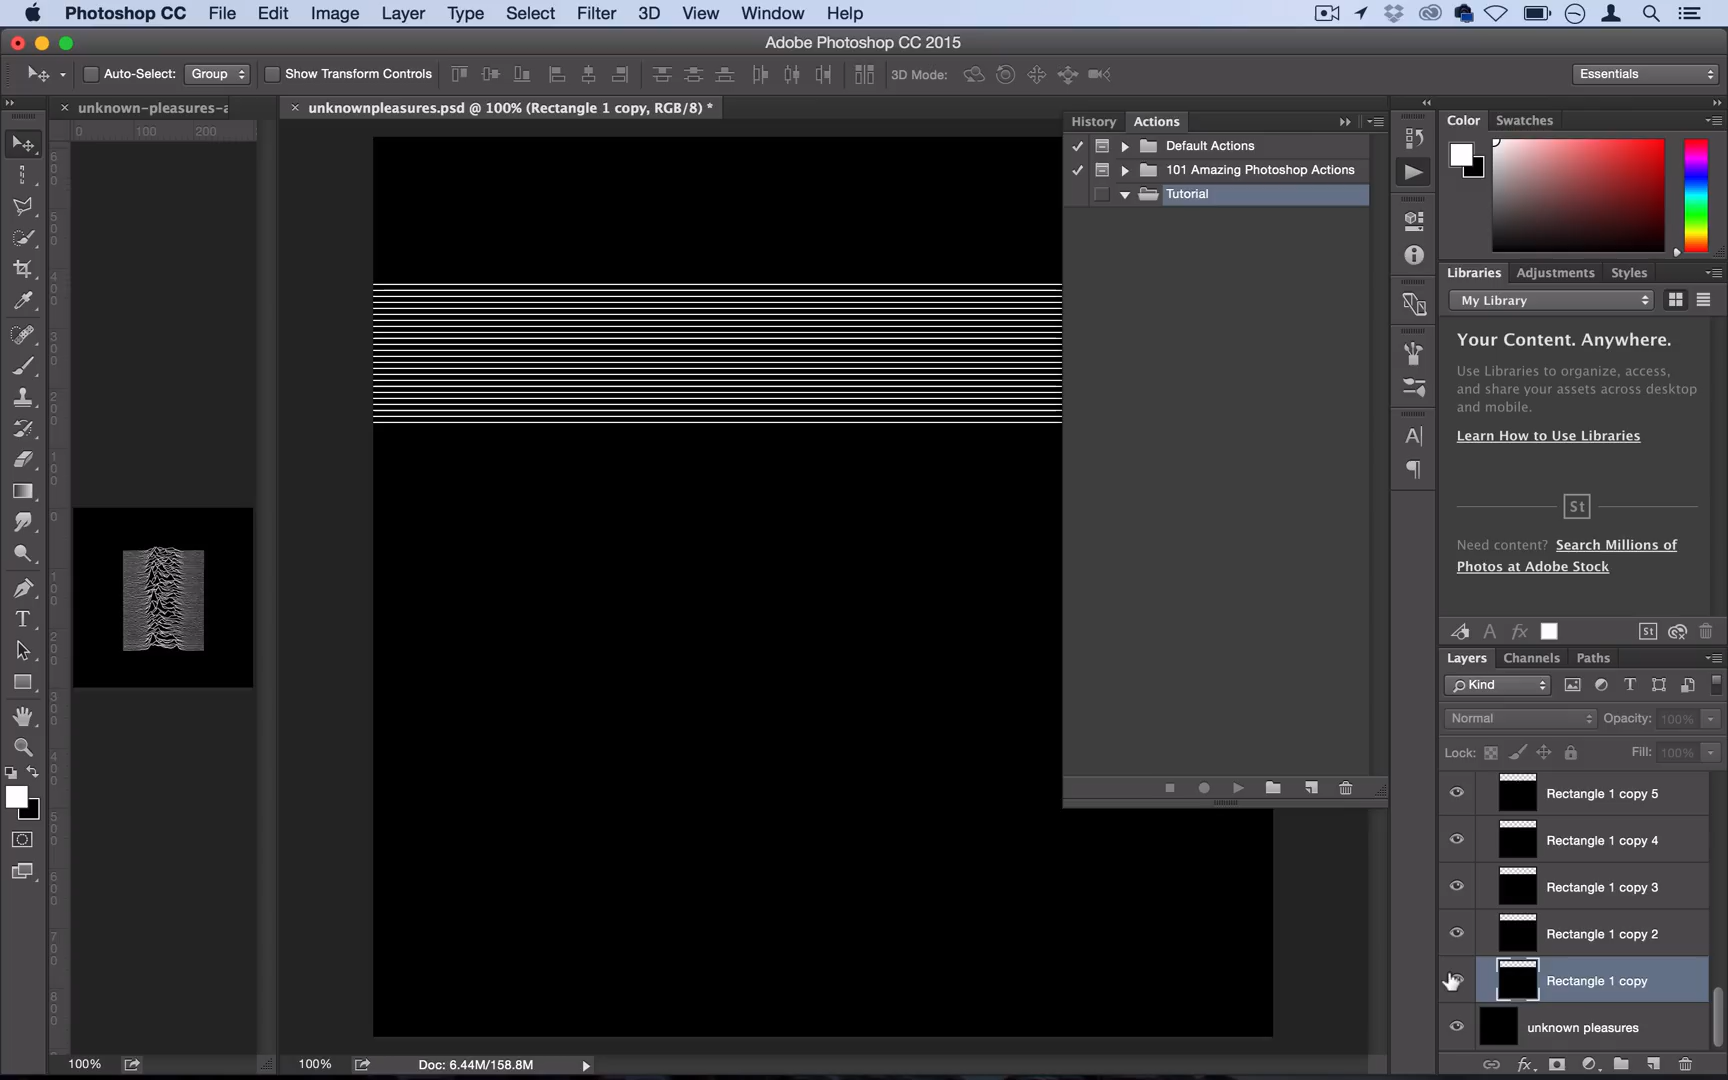 Photoshop CC File Edit Image Layer Type Select Filter 3D View Window Help
Adobe Photoshop CC 2015
Auto-Select: Group Show Transform Controls 3D Mode: Essentials
unknown-pleasures-a unknownpleasures.psd @ 100% (Rectangle 1 copy, RGB/8) *
0 100 200
History Actions
Default Actions
101 Amazing Photoshop Actions
Tutorial
Color Swatches
Libraries Adjustments Styles
My Library
Your Content. Anywhere.
Use Libraries to organize, access,
and share your assets across desktop
and mobile.
Learn How to Use Libraries
St
Need content? Search Millions of
Photos at Adobe Stock
A fx St
Layers Channels Paths
Kind
Normal Opacity: 100%
Lock: Fill: 100%
Rectangle 1 copy 5
Rectangle 1 copy 4
Rectangle 1 copy 3
Rectangle 1 copy 2
Rectangle 1 copy
unknown pleasures
100% 100% Doc: 6.44M/158.8M
fx